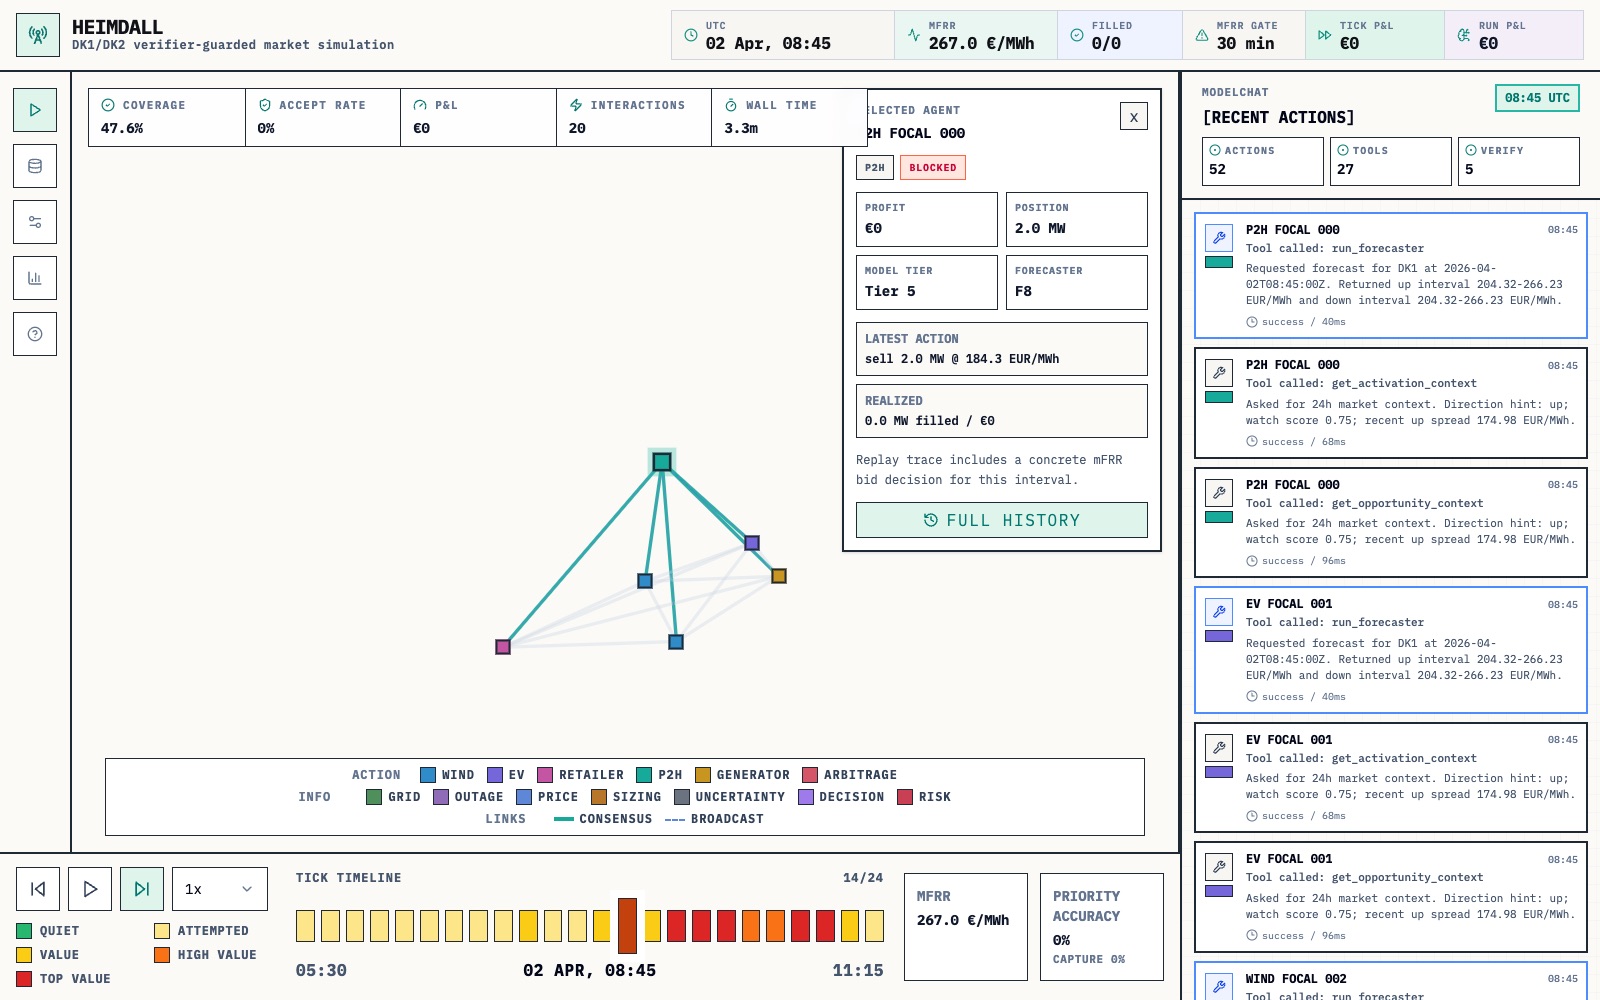 HEIMDALL
DK1/DK2 verifier-guarded market simulation
UTC
02 Apr, 08:45
MFRR
267.0 €/MWh
FILLED
0/0
MFRR GATE
30 min
TICK P&L
€0
RUN P&L
€0
COVERAGE
47.6%
ACCEPT RATE
0%
P&L
€0
INTERACTIONS
20
WALL TIME
3.3m
ELECTED AGENT
2H FOCAL 000
X
P2H
BLOCKED
PROFIT
€0
POSITION
2.0 MW
MODEL TIER
Tier 5
FORECASTER
F8
LATEST ACTION
sell 2.0 MW @ 184.3 EUR/MWh
REALIZED
0.0 MW filled / €0
Replay trace includes a concrete mFRR
bid decision for this interval.
FULL HISTORY
ACTION WIND EV RETAILER P2H GENERATOR ARBITRAGE
INFO GRID OUTAGE PRICE SIZING UNCERTAINTY DECISION RISK
LINKS CONSENSUS BROADCAST
1x
QUIET
ATTEMPTED
VALUE
HIGH VALUE
TOP VALUE
TICK TIMELINE
14/24
05:30
02 APR, 08:45
11:15
MFRR
267.0 €/MWh
PRIORITY
ACCURACY
0%
CAPTURE 0%
MODELCHAT
[RECENT ACTIONS]
08:45 UTC
ACTIONS
52
TOOLS
27
VERIFY
5
P2H FOCAL 000
08:45
Tool called: run_forecaster
Requested forecast for DK1 at 2026-04-
02T08:45:00Z. Returned up interval 204.32-266.23
EUR/MWh and down interval 204.32-266.23 EUR/MWh.
success / 40ms
P2H FOCAL 000
08:45
Tool called: get_activation_context
Asked for 24h market context. Direction hint: up;
watch score 0.75; recent up spread 174.98 EUR/MWh.
success / 68ms
P2H FOCAL 000
08:45
Tool called: get_opportunity_context
Asked for 24h market context. Direction hint: up;
watch score 0.75; recent up spread 174.98 EUR/MWh.
success / 96ms
EV FOCAL 001
08:45
Tool called: run_forecaster
Requested forecast for DK1 at 2026-04-
02T08:45:00Z. Returned up interval 204.32-266.23
EUR/MWh and down interval 204.32-266.23 EUR/MWh.
success / 40ms
EV FOCAL 001
08:45
Tool called: get_activation_context
Asked for 24h market context. Direction hint: up;
watch score 0.75; recent up spread 174.98 EUR/MWh.
success / 68ms
EV FOCAL 001
08:45
Tool called: get_opportunity_context
Asked for 24h market context. Direction hint: up;
watch score 0.75; recent up spread 174.98 EUR/MWh.
success / 96ms
WIND FOCAL 002
08:45
Tool called: run_forecaster